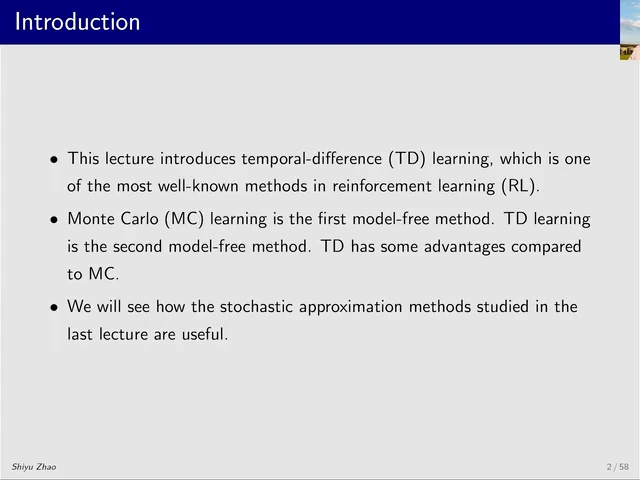 Introduction
• This lecture introduces temporal-difference (TD) learning, which is one
of the most well-known methods in reinforcement learning (RL).
• Monte Carlo (MC) learning is the first model-free method. TD learning
is the second model-free method. TD has some advantages compared
to MC.
• We will see how the stochastic approximation methods studied in the
last lecture are useful.
Shiyu Zhao
2 / 58